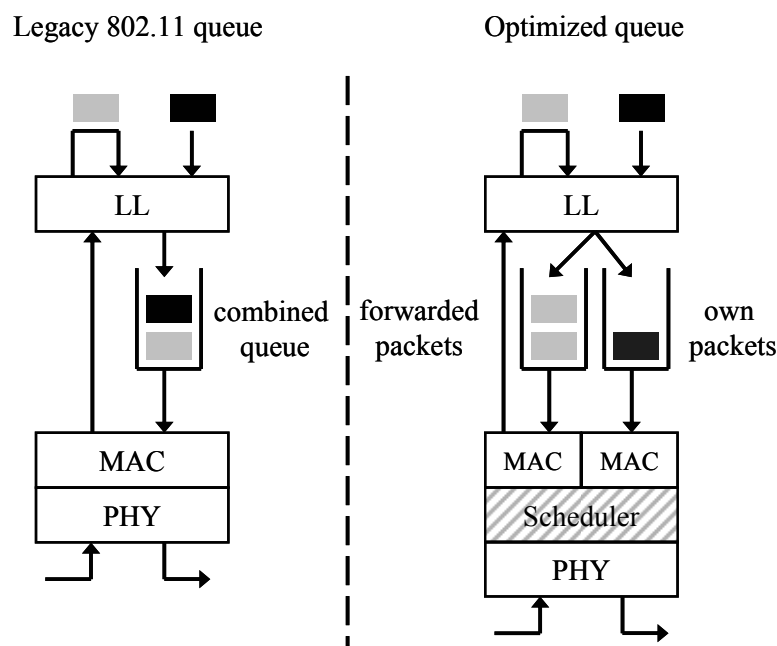 Legacy 802.11 queue
LL
combined
queue
MAC
PHY
Optimized queue
LL
forwarded
packets
own
packets
MAC
MAC
Scheduler
PHY